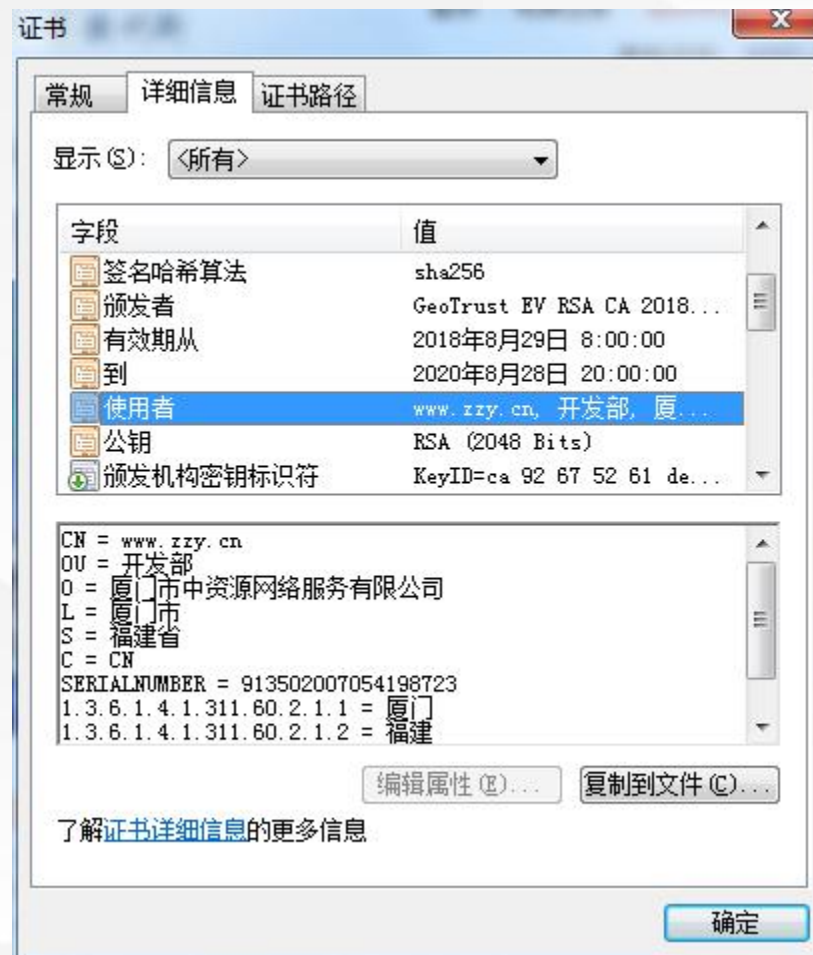 证书
常规 详细信息 证书路径
显示(S): <所有>
字段 值
签名哈希算法 sha256
颁发者 GeoTrust EV RSA CA 2018...
有效期从 2018年8月29日 8:00:00
到 2020年8月28日 20:00:00
使用者 www.zzy.cn, 开发部, 厦...
公钥 RSA (2048 Bits)
颁发机构密钥标识符 KeyID=ca 92 67 52 61 de...
CN = www.zzy.cn
OU = 开发部
O = 厦门市中资源网络服务有限公司
L = 厦门市
S = 福建省
C = CN
SERIALNUMBER = 913502007054198723
1.3.6.1.4.1.311.60.2.1.1 = 厦门
1.3.6.1.4.1.311.60.2.1.2 = 福建
编辑属性(E)... 复制到文件(C)...
了解证书详细信息的更多信息
确定